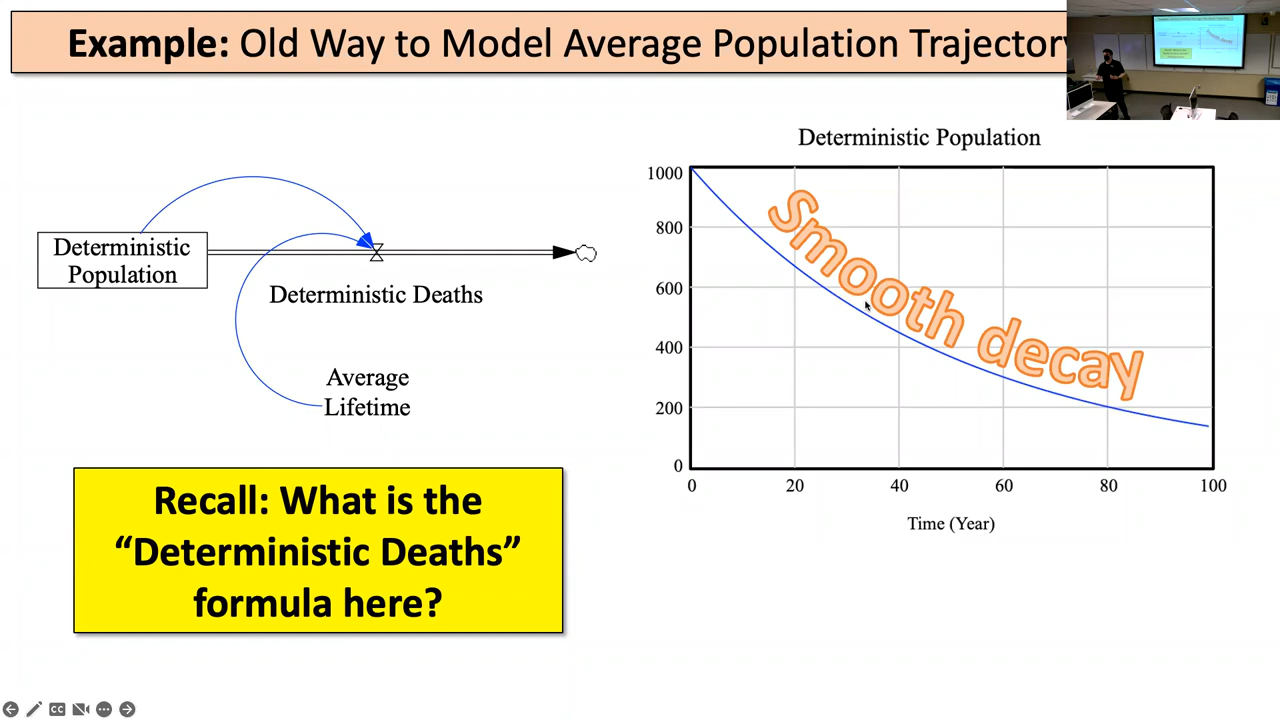 Example: Old Way to Model Average Population Trajectory
Deterministic
Population
Deterministic Deaths
Average
Lifetime
Recall: What is the
“Deterministic Deaths”
formula here?
Deterministic Population
1000
800
600
400
200
0
Smooth decay
0 20 40 60 80 100
Time (Year)
CC